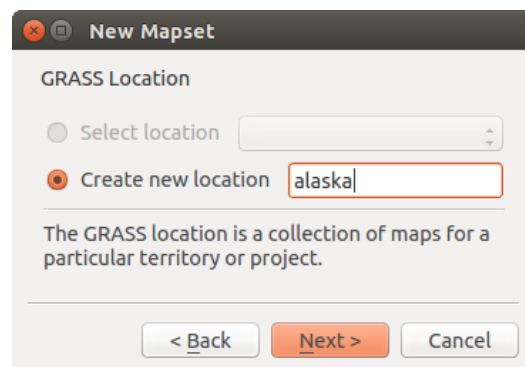 New Mapset
GRASS Location
Select location
Create new location alaska
The GRASS location is a collection of maps for a
particular territory or project.
< Back Next > Cancel